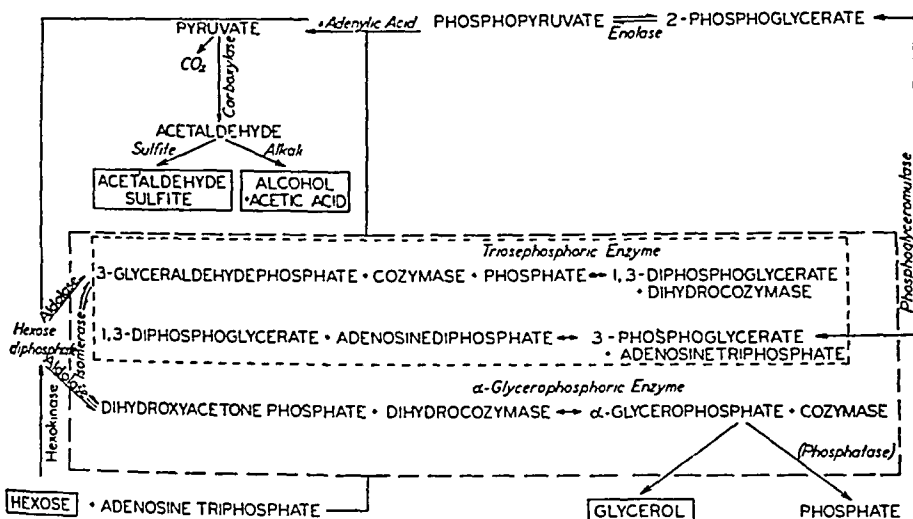 PYRUVATE
+ Adenylic Acid
PHOSPHOPYRUVATE
Enolase
2-PHOSPHOGLYCERATE
CO₂
Carboxylase
ACETALDEHYDE
Sulfite
Alkali
ACETALDEHYDE
SULFITE
ALCOHOL
+ACETIC ACID
Phosphoglyceromutase
Triosephosphoric Enzyme
3-GLYCERALDEHYDEPHOSPHATE + COZYMASE + PHOSPHATE ↔ 1,3-DIPHOSPHOGLYCERATE
+ DIHYDROCOZYMASE
Aldolase
Isomerase
Hexose
diphosphate
Aldolase
1,3-DIPHOSPHOGLYCERATE + ADENOSINEDIPHOSPHATE ↔ 3-PHOSPHOGLYCERATE
+ ADENOSINETRIPHOSPHATE
α-Glycerophosphoric Enzyme
DIHYDROXYACETONE PHOSPHATE + DIHYDROCOZYMASE ↔ α-GLYCEROPHOSPHATE + COZYMASE
Hexokinase
(Phosphatase)
HEXOSE + ADENOSINE TRIPHOSPHATE
GLYCEROL
PHOSPHATE